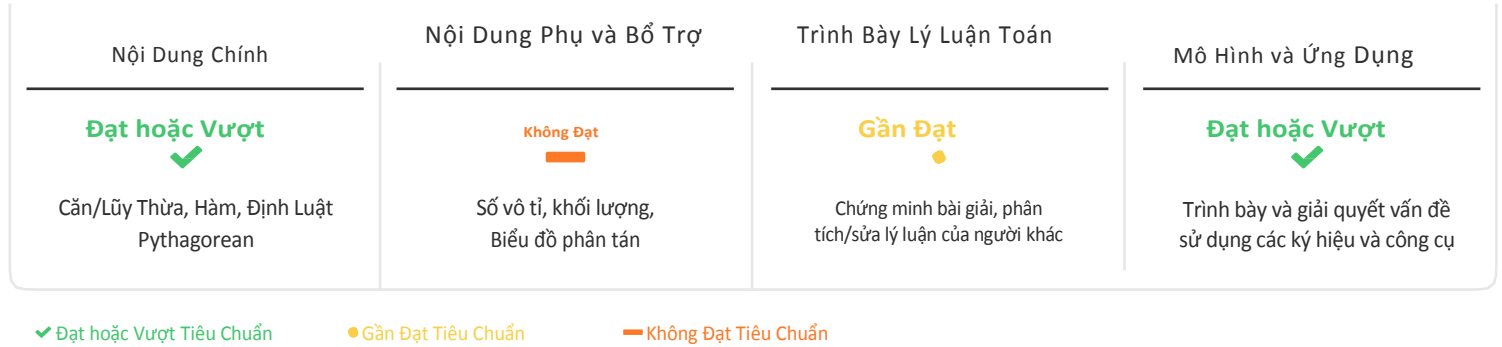 Nội Dung Chính
Đạt hoặc Vượt
Căn/Lũy Thừa, Hàm, Định Luật
Pythagorean
Nội Dung Phụ và Bổ Trợ
Không Đạt
Số vô tỉ, khối lượng,
Biểu đồ phân tán
Trình Bày Lý Luận Toán
Gần Đạt
Chứng minh bài giải, phân
tích/sửa lý luận của người khác
Mô Hình và Ứng Dụng
Đạt hoặc Vượt
Trình bày và giải quyết vấn đề
sử dụng các ký hiệu và công cụ
Đạt hoặc Vượt Tiêu Chuẩn
Gần Đạt Tiêu Chuẩn
Không Đạt Tiêu Chuẩn